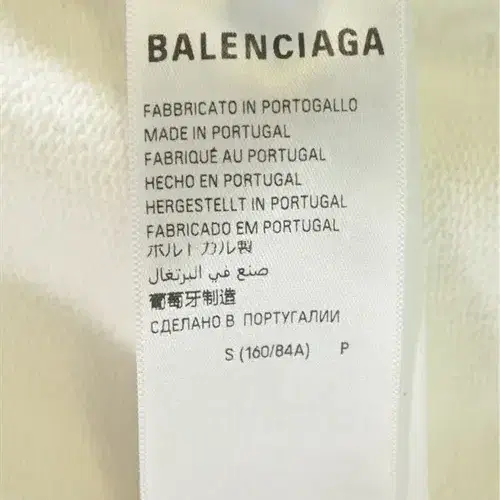 BALENCIAGA
FABBRICATO IN PORTOGALLO
MADE IN PORTUGAL
FABRIQUÉ AU PORTUGAL
HECHO EN PORTUGAL
HERGESTELLT IN PORTUGAL
FABRICADO EM PORTUGAL
ポルトガル製
صنع في البرتغال
葡萄牙制造
СДЕЛАНО В ПОРТУГАЛИИ
S (160/84A) P